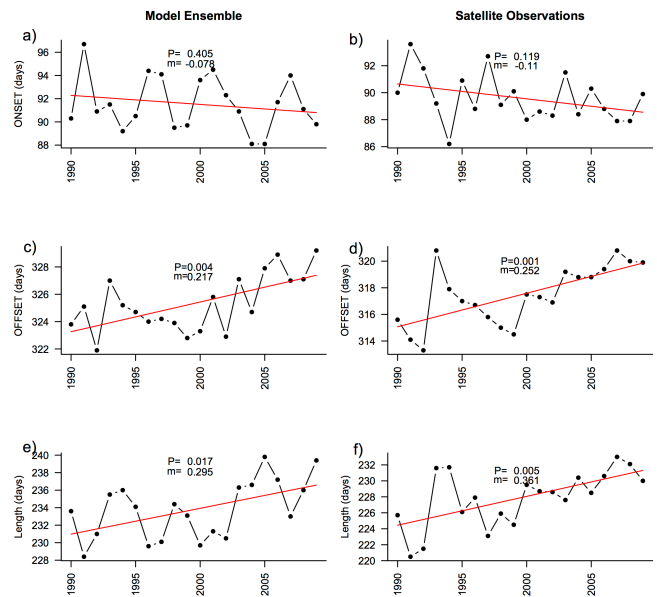 Model Ensemble
Satellite Observations
a)
P= 0.405
m= -0.078
ONSET (days)
96
94
92
90
88
1990
1995
2000
2005
b)
P= 0.119
m= -0.11
92
90
88
86
1990
1995
2000
2005
c)
P=0.004
m=0.217
OFFSET (days)
328
326
324
322
1990
1995
2000
2005
d)
P=0.001
m=0.252
OFFSET (days)
320
318
316
314
1990
1995
2000
2005
e)
P= 0.017
m= 0.295
Length (days)
240
236
234
232
230
228
1990
1995
2000
2005
f)
P= 0.005
m= 0.361
Length (days)
230
228
226
224
222
220
1990
1995
2000
2005